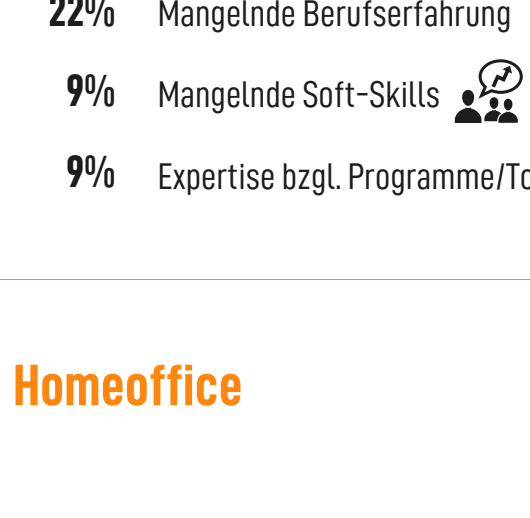 22% Mangelnde Berufserfahrung
9% Mangelnde Soft-Skills
9% Expertise bzgl. Programme/To
Homeoffice